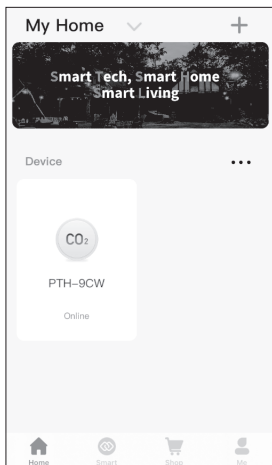 My Home
Smart Tech, Smart Home
Smart Living
Device
CO₂
PTH-9CW
Online
Home Smart Shop Me